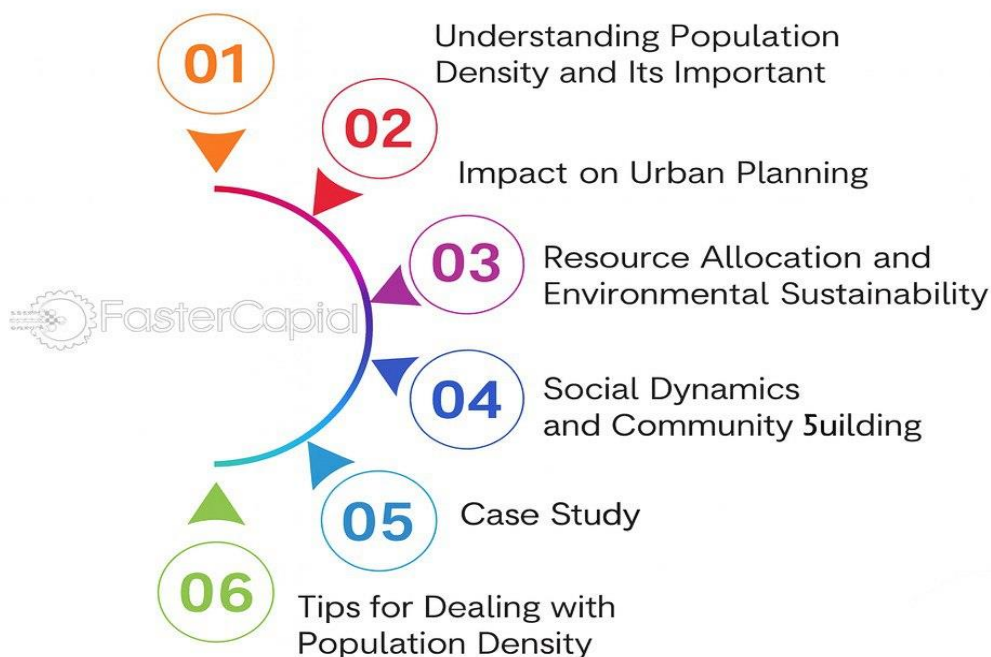 01
Understanding Population
Density and Its Important
02
Impact on Urban Planning
03
Resource Allocation and
Environmental Sustainability
FasterCapial
04
Social Dynamics
and Community 5uilding
05
Case Study
06
Tips for Dealing with
Population Density